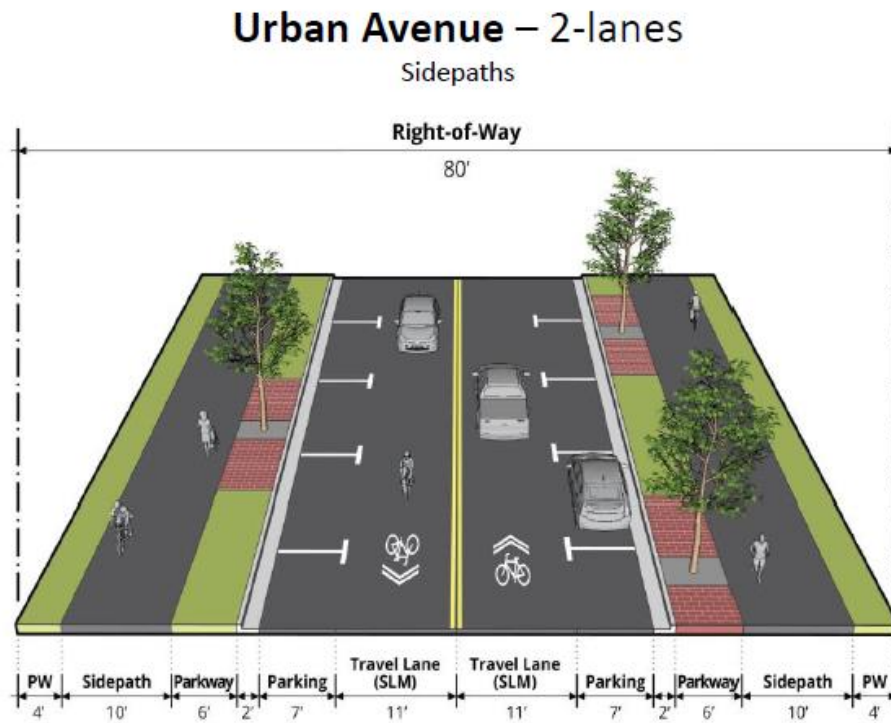 Urban Avenue – 2-lanes
Sidepaths
Right-of-Way
80'
PW
Sidepath
Parkway
Parking
Travel Lane
(SLM)
Travel Lane
(SLM)
Parking
Parkway
Sidepath
PW
4'
10'
6'
2'
7'
11'
11'
7'
2'
6'
10'
4'